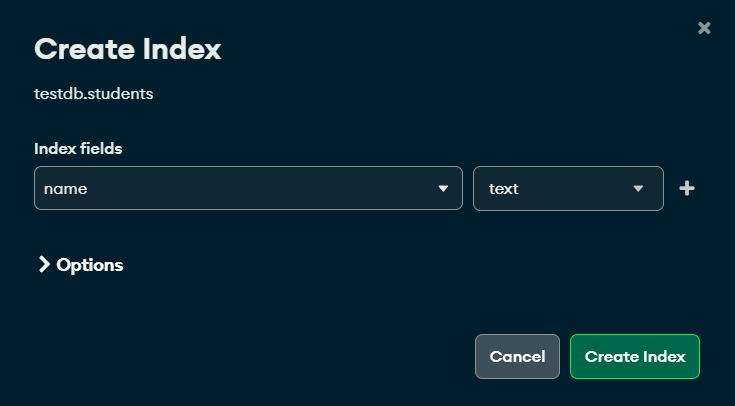 Create Index
testdb.students
Index fields
name text
Options
Cancel Create Index